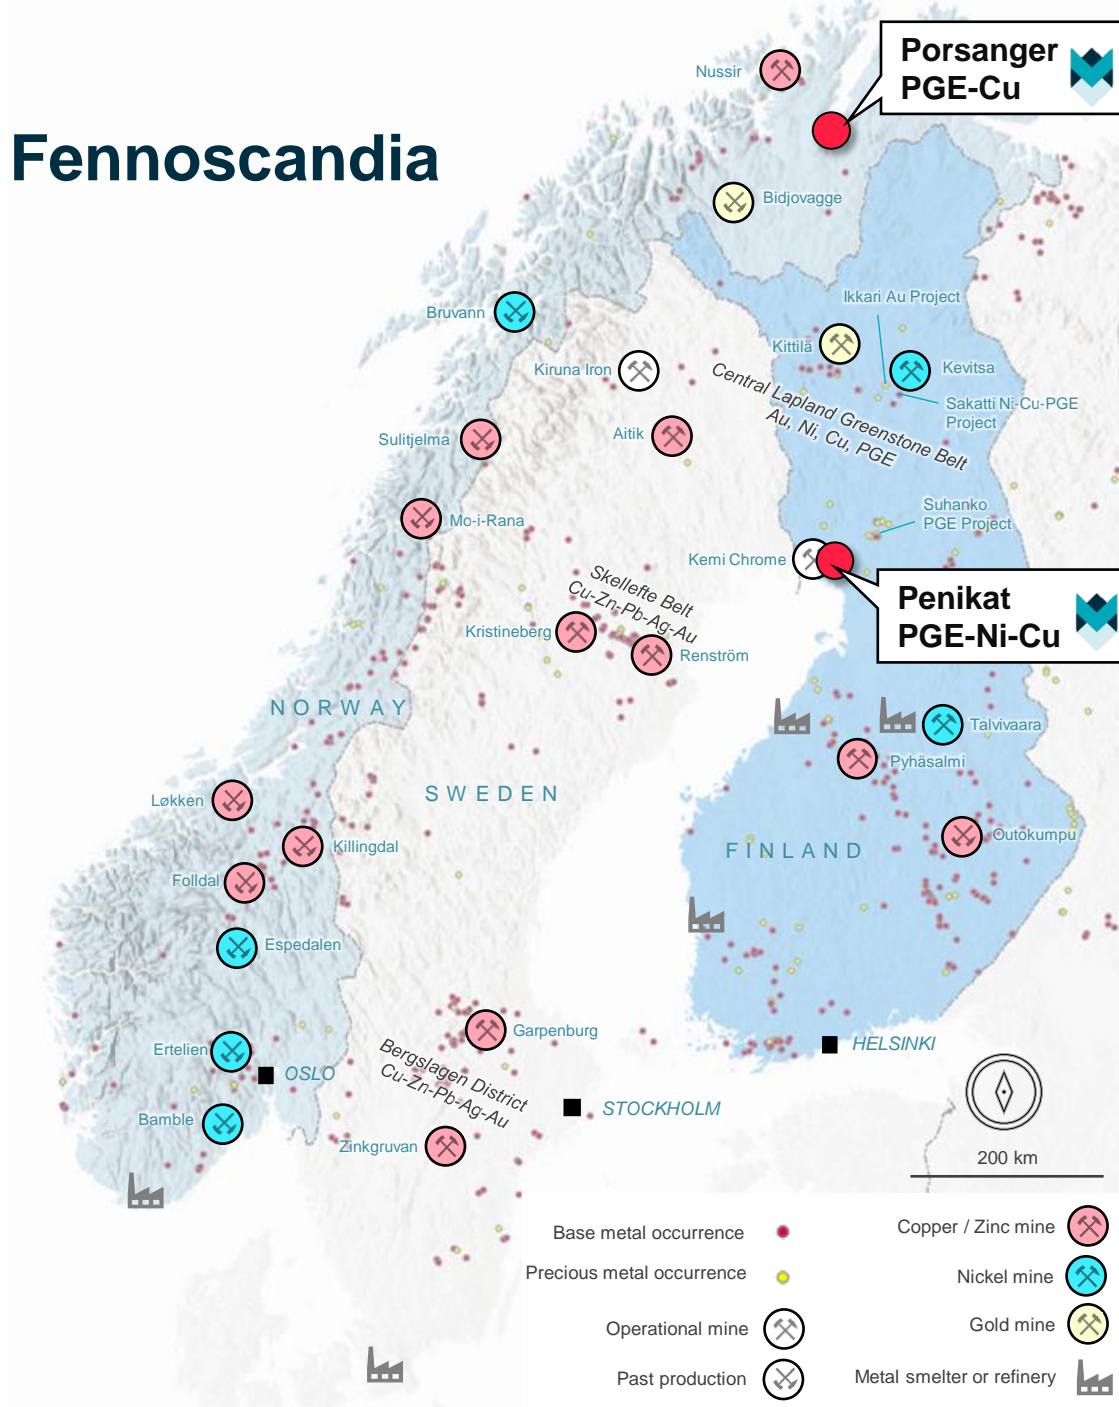 Fennoscandia
Porsanger
PGE-Cu
Nussir
Bidjovagge
Ikkari Au Project
Bruvann
Kittilä
Kevitsa
Kiruna Iron
Central Lapland Greenstone Belt
Au, Ni, Cu, PGE
Sakatti Ni-Cu-PGE
Project
Sulitjelma
Aitik
Mo-i-Rana
Suhanko
PGE Project
Kemi Chrome
Penikat
PGE-Ni-Cu
Skellefte Belt
Cu-Zn-Pb-Ag-Au
Kristineberg
Renström
NORWAY
Talvivaara
Pyhäsalmi
SWEDEN
Løkken
Killingdal
Outokumpu
FINLAND
Folldal
Espedalen
Garpenburg
Ertelien
HELSINKI
Bergslagen District
Cu-Zn-Pb-Ag-Au
OSLO
STOCKHOLM
Bamble
Zinkgruvan
200 km
Base metal occurrence
Copper / Zinc mine
Precious metal occurrence
Nickel mine
Operational mine
Gold mine
Past production
Metal smelter or refinery